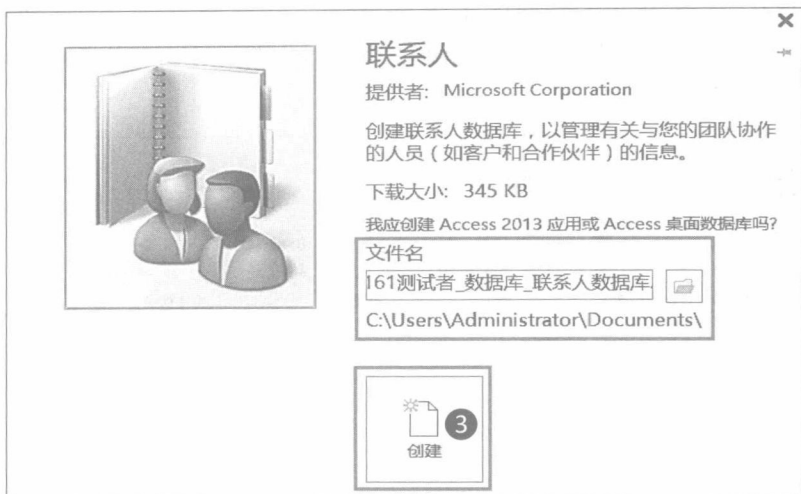 联系人
提供者: Microsoft Corporation
创建联系人数据库，以管理有关与您的团队协作
的人员（如客户和合作伙伴）的信息。
下载大小: 345 KB
我应创建 Access 2013 应用或 Access 桌面数据库吗?
文件名
161测试者_数据库_联系人数据库.
C:\Users\Administrator\Documents\
3
创建